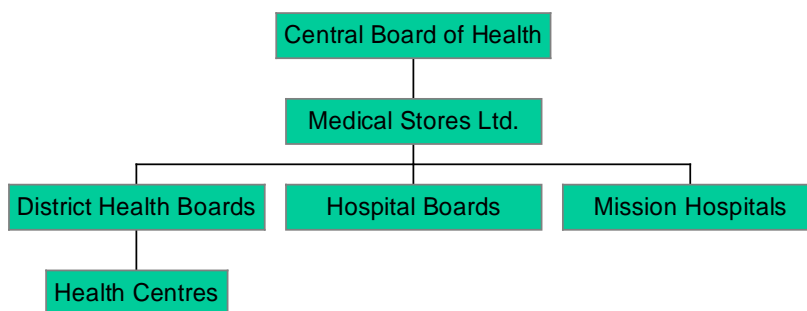 Central Board of Health
Medical Stores Ltd.
District Health Boards
Hospital Boards
Mission Hospitals
Health Centres